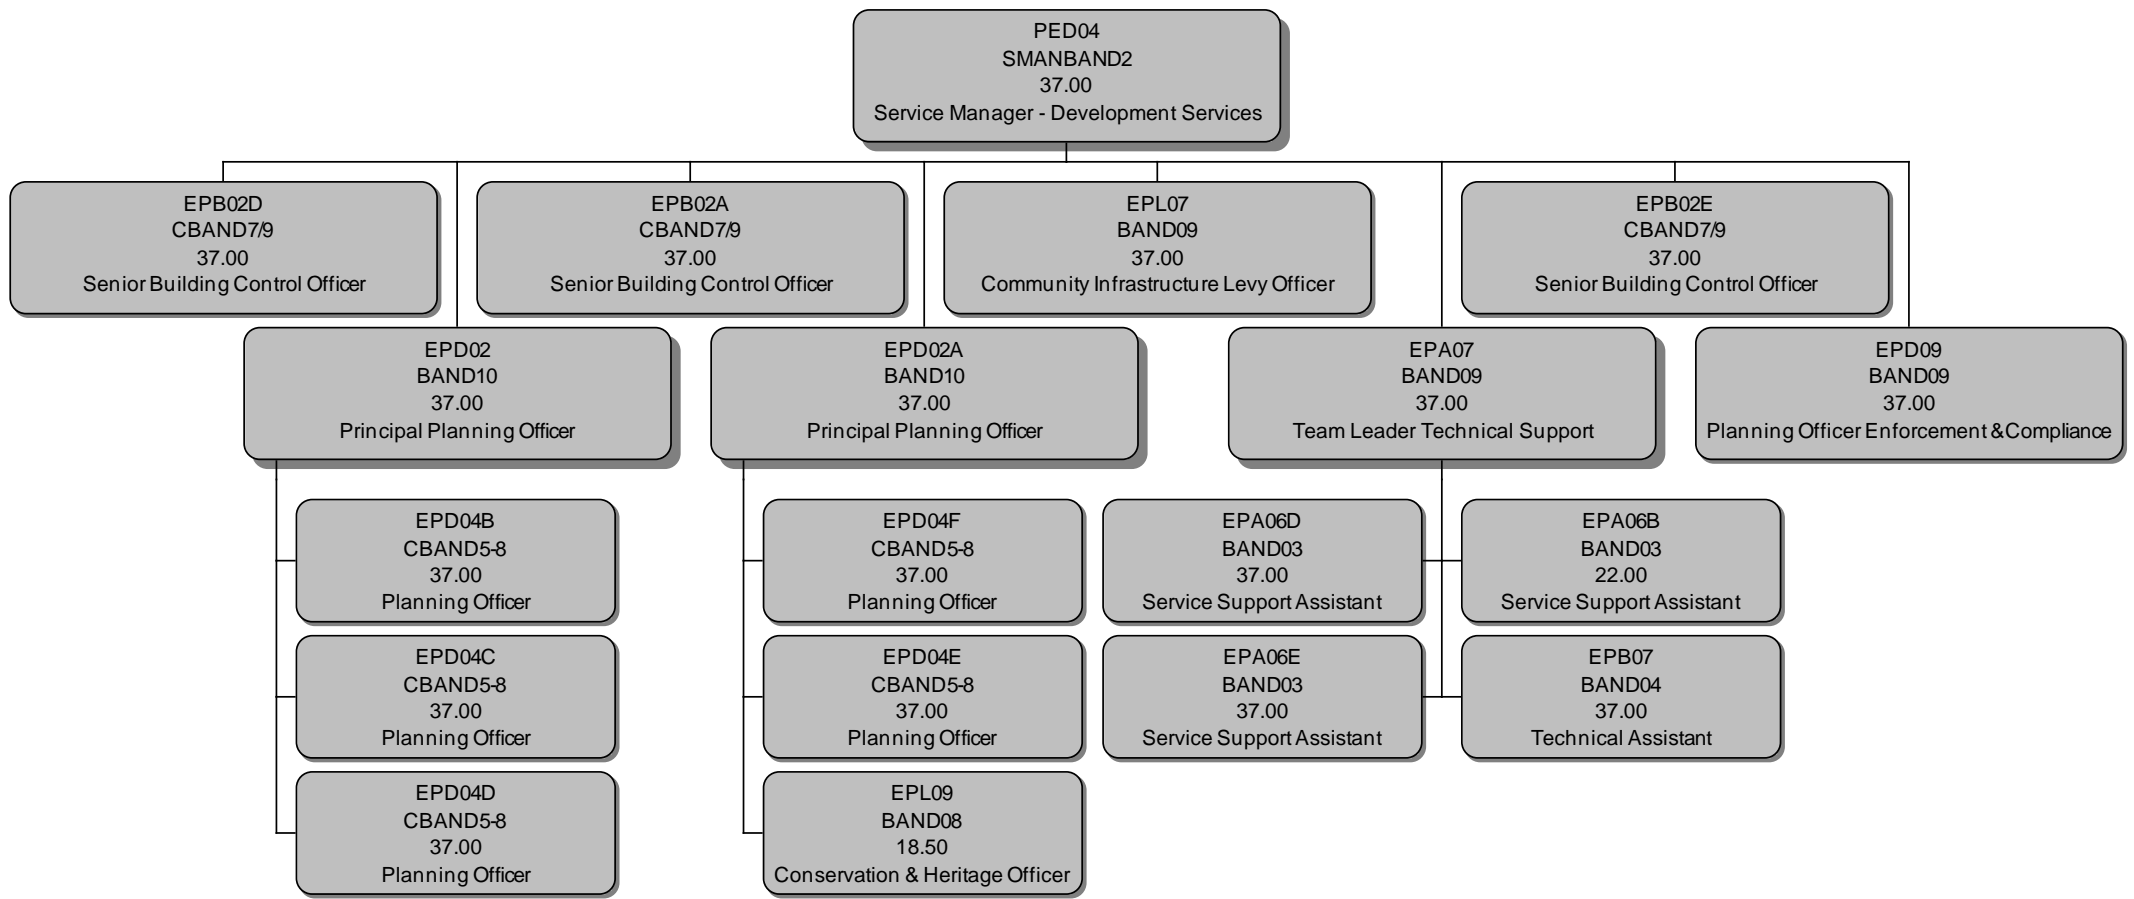 PED04
SMANBAND2
37.00
Service Manager - Development Services
EPB02D
CBAND7/9
37.00
Senior Building Control Officer
EPB02A
CBAND7/9
37.00
Senior Building Control Officer
EPL07
BAND09
37.00
Community Infrastructure Levy Officer
EPB02E
CBAND7/9
37.00
Senior Building Control Officer
EPD02
BAND10
37.00
Principal Planning Officer
EPD02A
BAND10
37.00
Principal Planning Officer
EPA07
BAND09
37.00
Team Leader Technical Support
EPD09
BAND09
37.00
Planning Officer Enforcement & Compliance
EPD04B
CBAND5-8
37.00
Planning Officer
EPD04F
CBAND5-8
37.00
Planning Officer
EPA06D
BAND03
37.00
Service Support Assistant
EPA06B
BAND03
22.00
Service Support Assistant
EPD04C
CBAND5-8
37.00
Planning Officer
EPD04E
CBAND5-8
37.00
Planning Officer
EPA06E
BAND03
37.00
Service Support Assistant
EPB07
BAND04
37.00
Technical Assistant
EPD04D
CBAND5-8
37.00
Planning Officer
EPL09
BAND08
18.50
Conservation & Heritage Officer